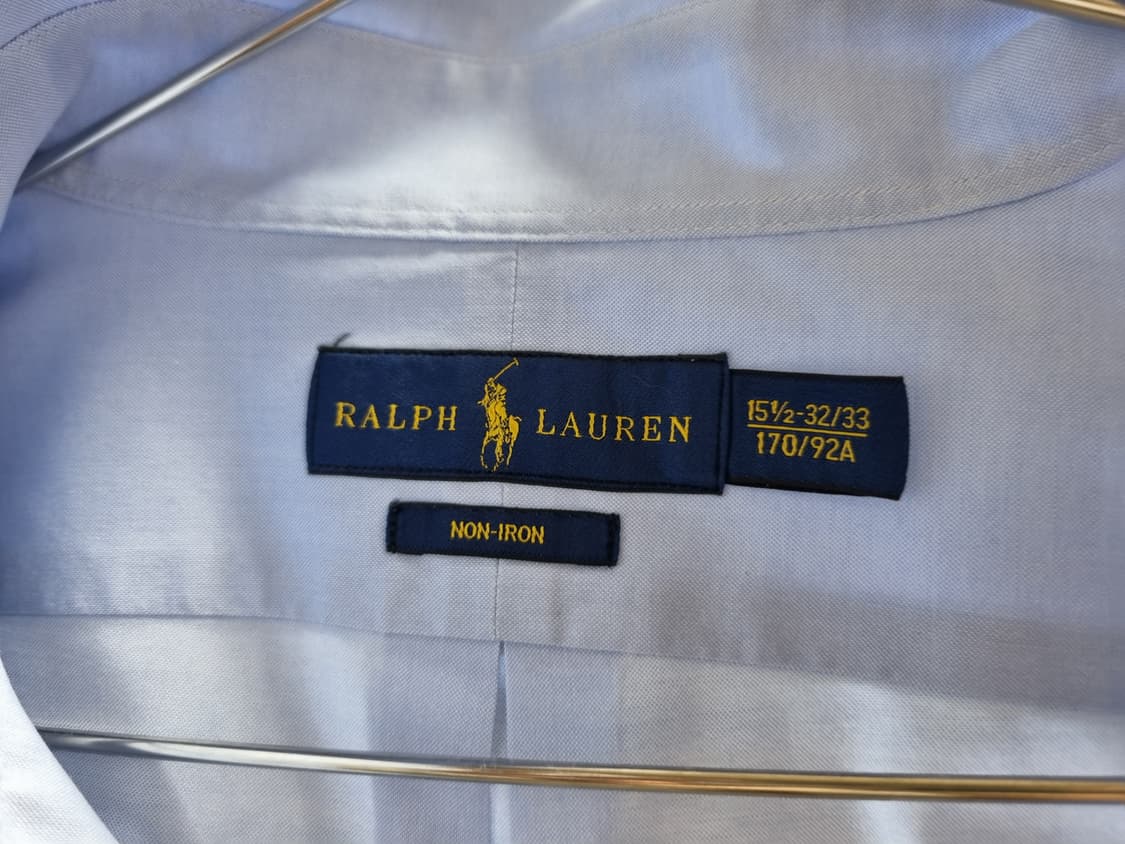 RALPH LAUREN
15½-32/33
170/92A
NON-IRON